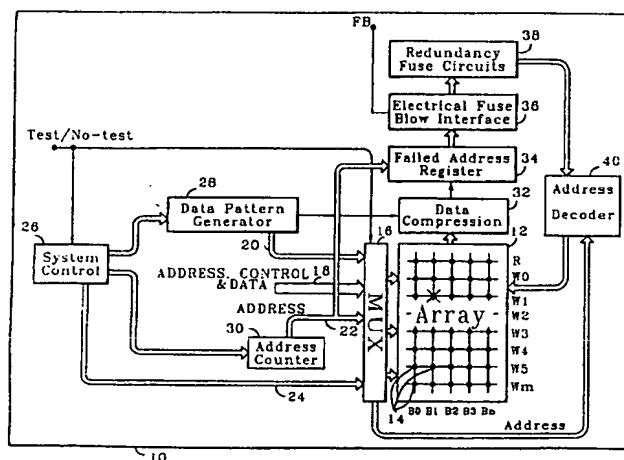 FB
38
Redundancy
Fuse Circuits
36
Electrical Fuse
Blow Interface
Test/No-test
34
Failed Address
Register
40
Address
Decoder
28
Data Pattern
Generator
32
Data
Compression
26
System
Control
20
16
MUX
12
ADDRESS, CONTROL
& DATA
18
ADDRESS
22
30
Address
Counter
24
Array
R
W0
W1
W2
W3
W4
W5
Wm
14
B0 B1 B2 B3 Bn
Address
10